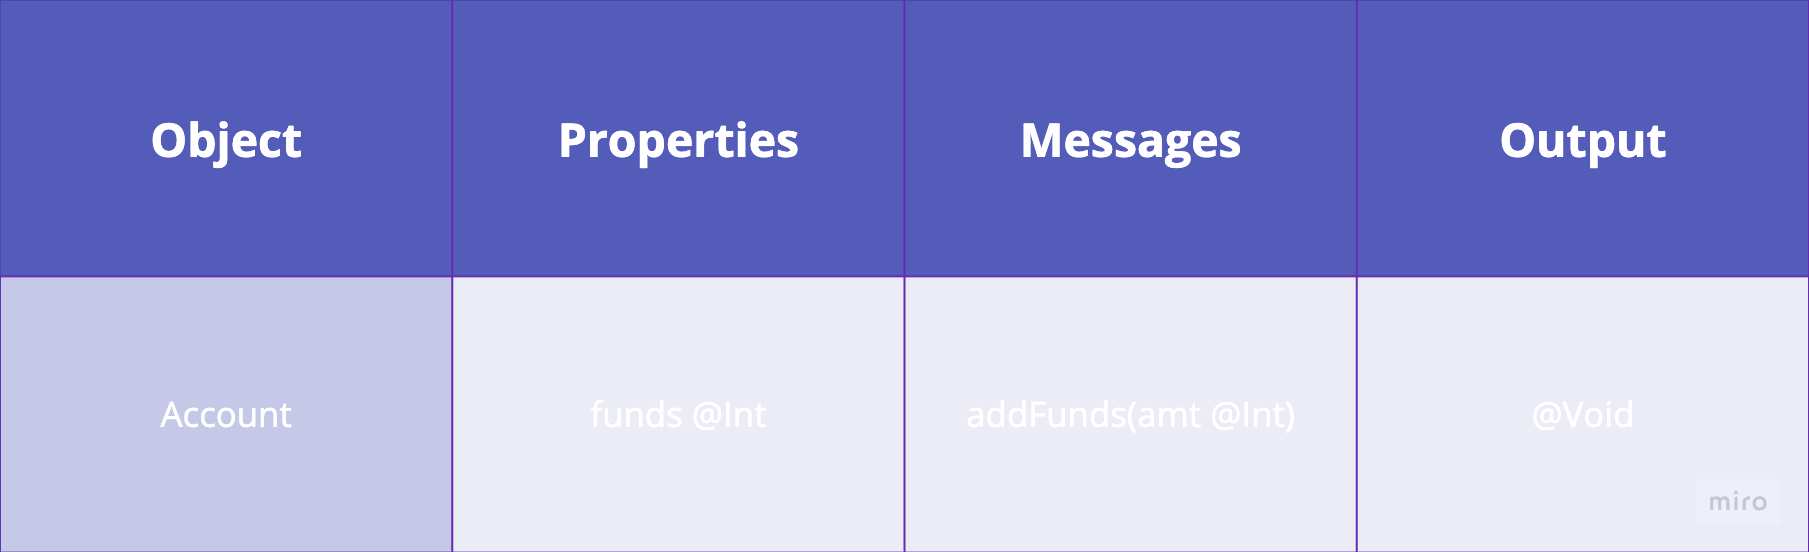 Object
Properties
Messages
Output
Account
funds @Int
addFunds(amt @Int)
@Void
miro